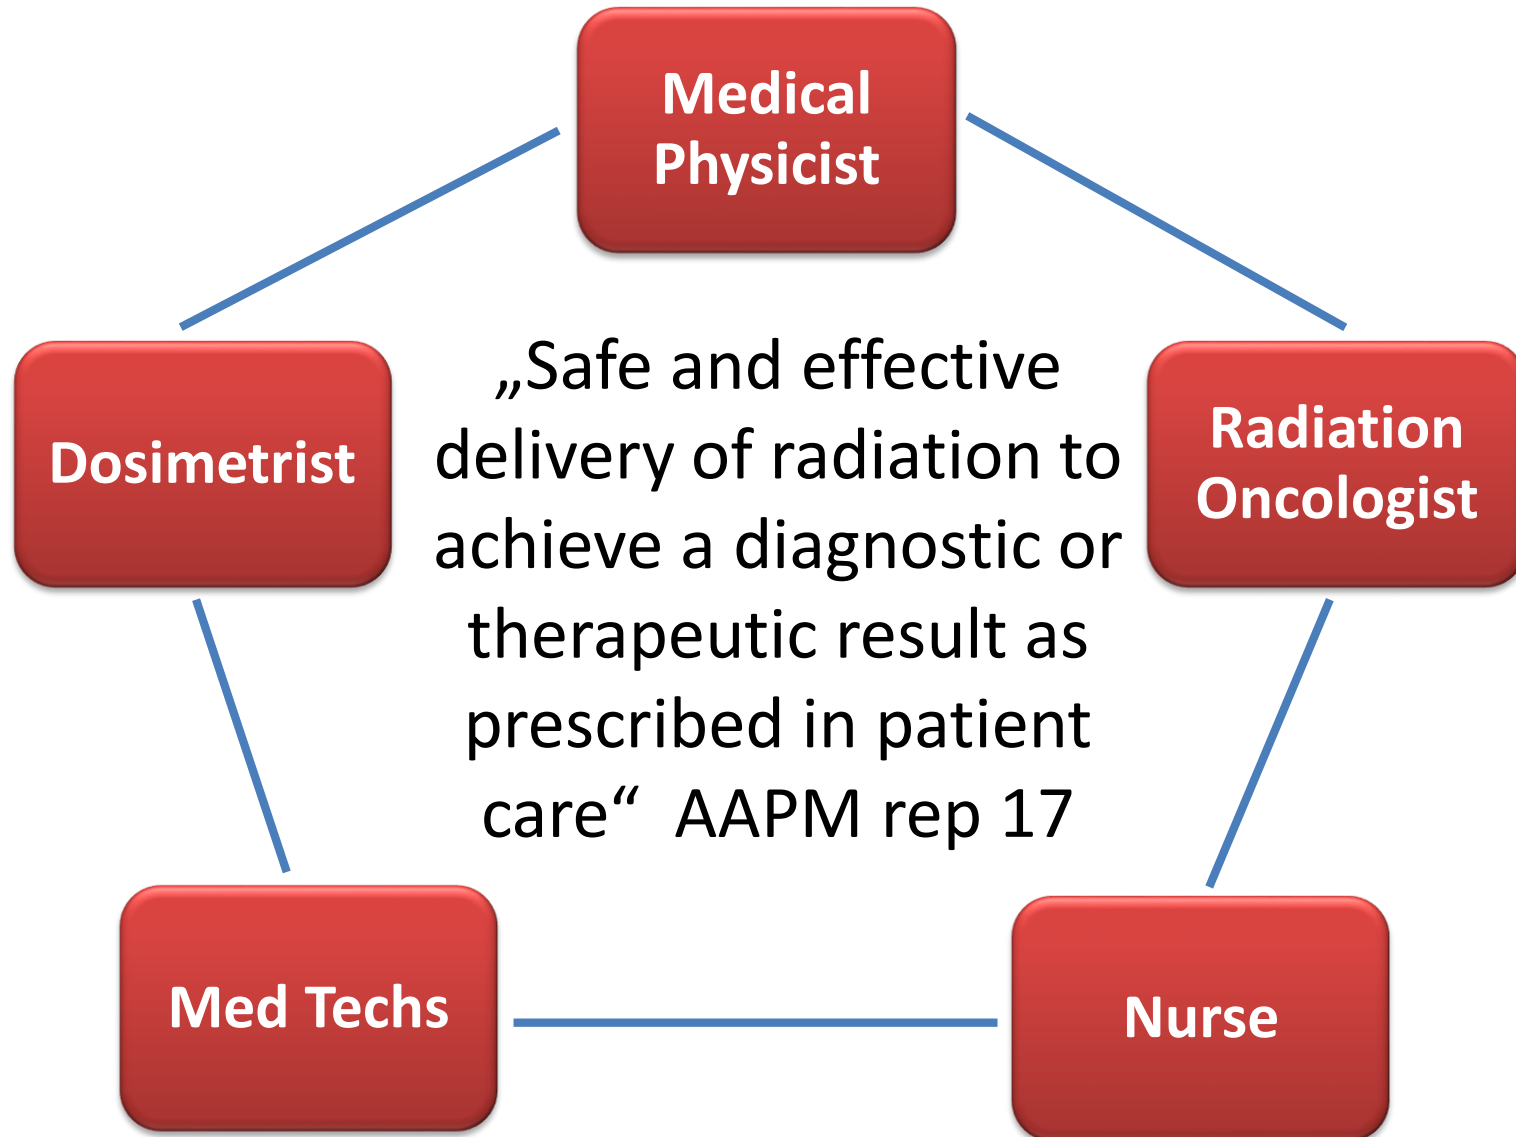 Medical
Physicist
Dosimetrist
„Safe and effective
delivery of radiation to
achieve a diagnostic or
therapeutic result as
prescribed in patient
care“ AAPM rep 17
Radiation
Oncologist
Med Techs
Nurse